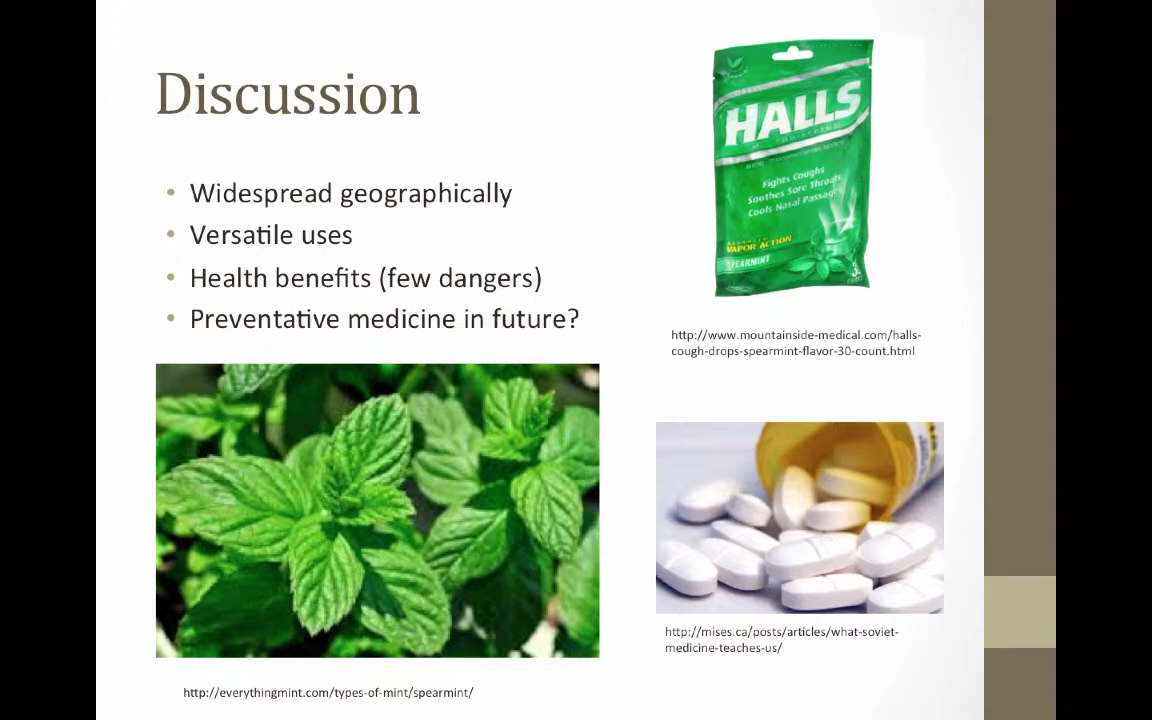 Discussion
• Widespread geographically
• Versatile uses
• Health benefits (few dangers)
• Preventative medicine in future?
HALLS
Fights Coughs
Soothes Sore Throats
Cools Nasal Passages
VAPOR ACTION
SPEARMINT
http://www.mountainside-medical.com/halls-
cough-drops-spearmint-flavor-30-count.html
http://mises.ca/posts/articles/what-soviet-
medicine-teaches-us/
http://everythingmint.com/types-of-mint/spearmint/